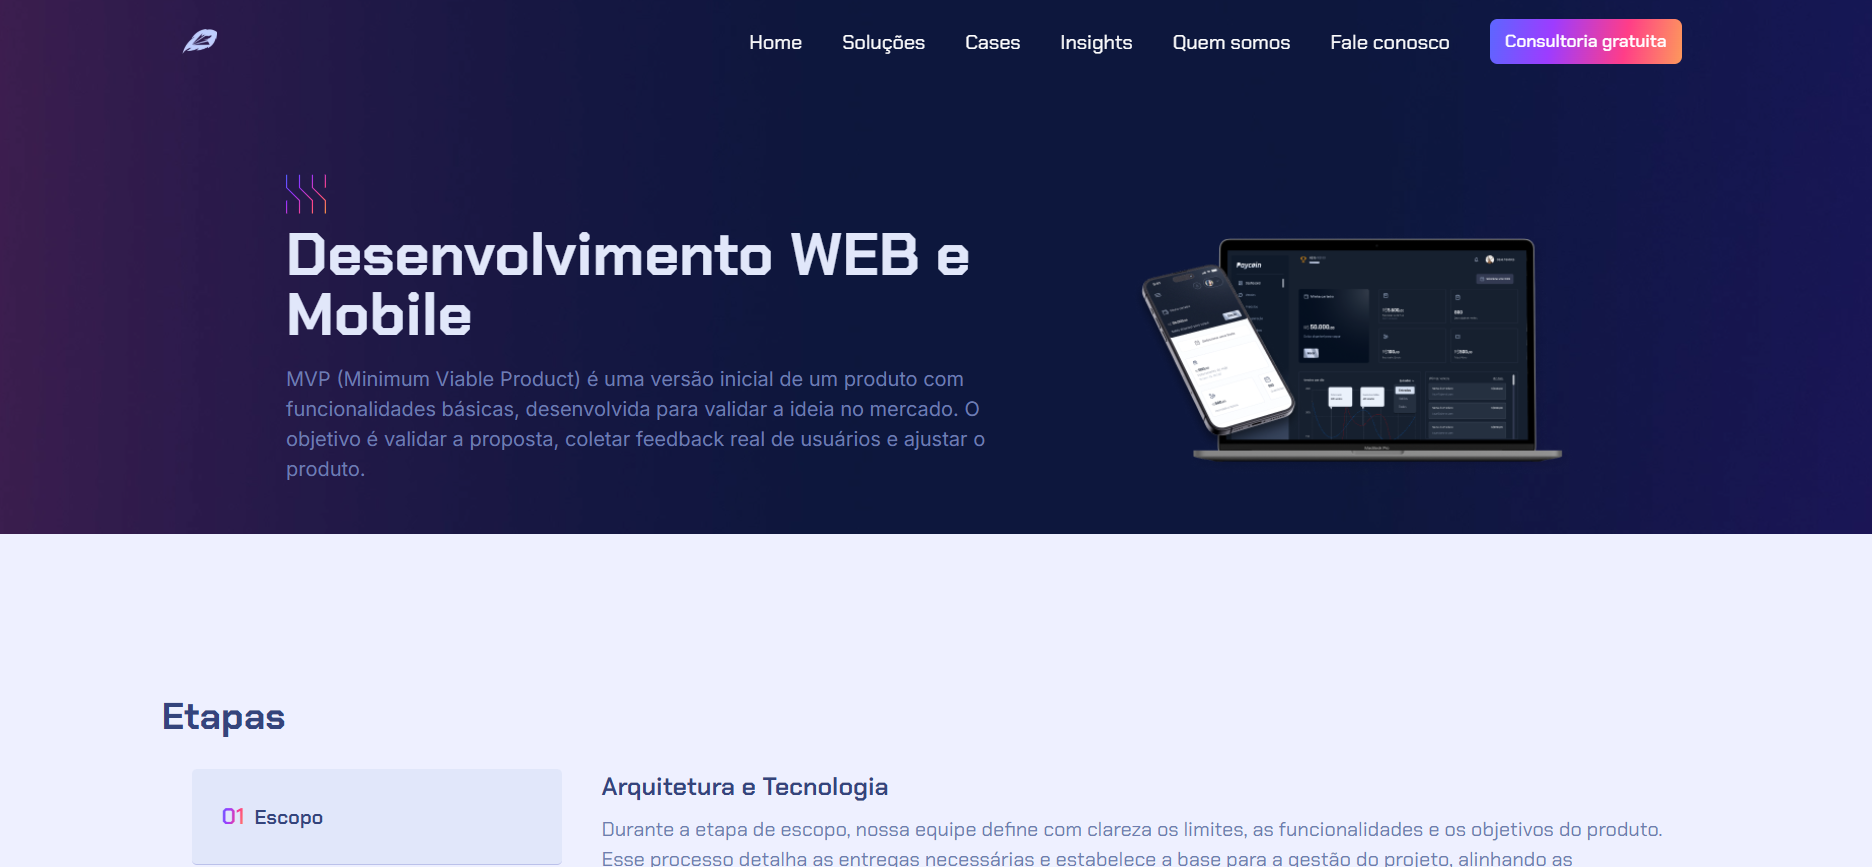 Home Soluções Cases Insights Quem somos Fale conosco Consultoria gratuita
Desenvolvimento WEB e
Mobile
MVP (Minimum Viable Product) é uma versão inicial de um produto com
funcionalidades básicas, desenvolvida para validar a ideia no mercado. O
objetivo é validar a proposta, coletar feedback real de usuários e ajustar o
produto.
Paycoin
Etapas
01 Escopo
Arquitetura e Tecnologia
Durante a etapa de escopo, nossa equipe define com clareza os limites, as funcionalidades e os objetivos do produto.
Esse processo detalha as entregas necessárias e estabelece a base para a gestão do projeto, alinhando as